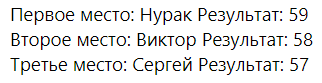 Первое место: Нурак Результат: 59
Второе место: Виктор Результат: 58
Третье место: Сергей Результат: 57